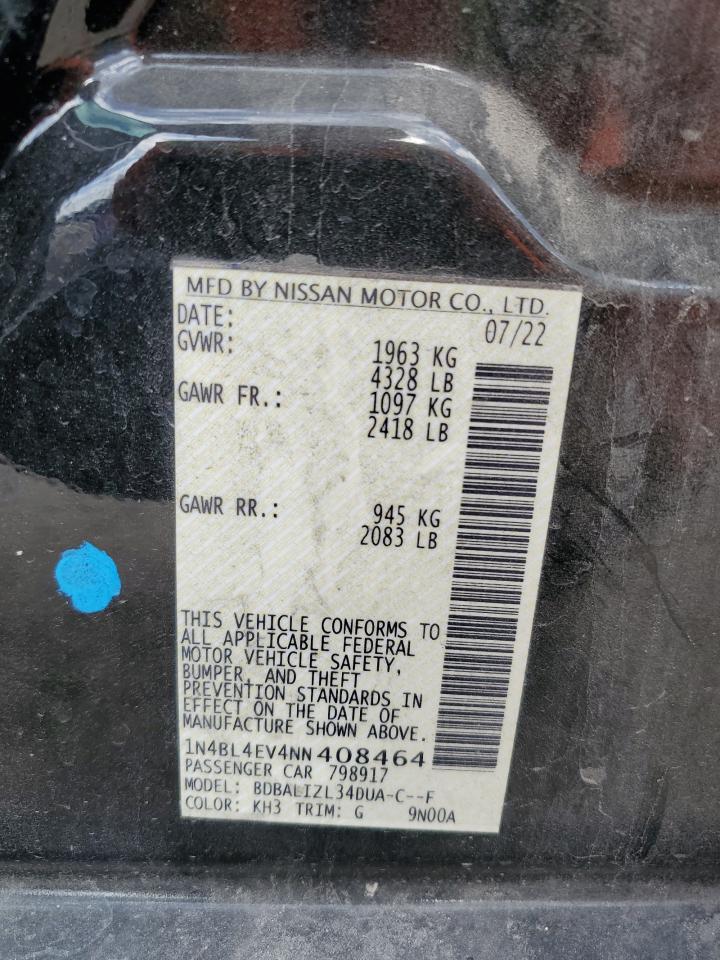 MFD BY NISSAN MOTOR CO., LTD.
DATE: 07/22
GVWR: 1963 KG
4328 LB
GAWR FR.: 1097 KG
2418 LB
GAWR RR.: 945 KG
2083 LB
THIS VEHICLE CONFORMS TO
ALL APPLICABLE FEDERAL
MOTOR VEHICLE SAFETY,
BUMPER, AND THEFT
PREVENTION STANDARDS IN
EFFECT ON THE DATE OF
MANUFACTURE SHOWN ABOVE.
1N4BL4EV4NN408464
PASSENGER CAR 798917
MODEL: BDBALIZL34DUA-C--F
COLOR: KH3 TRIM: G 9N00A